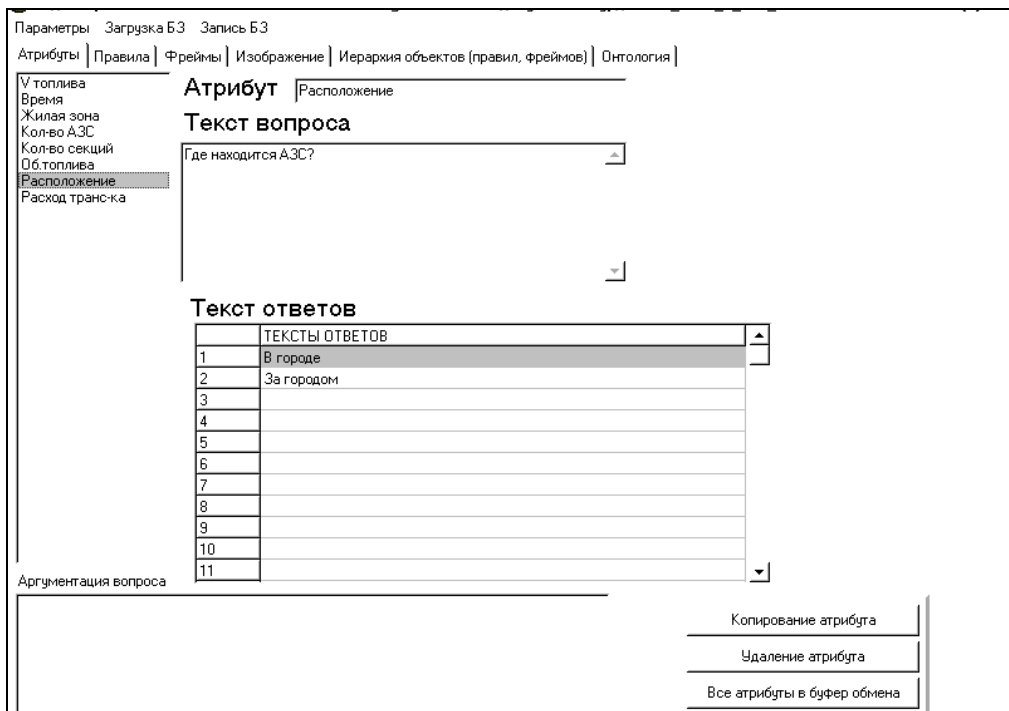 Параметры Загрузка БЗ Запись БЗ
Атрибуты Правила Фреймы Изображение Иерархия объектов (правил, фреймов) Онтология
V топлива
Время
Жилая зона
Кол-во АЗС
Кол-во секций
Об.топлива
Расположение
Расход транс-ка
Атрибут Расположение
Текст вопроса
Где находится АЗС?
Текст ответов
ТЕКСТЫ ОТВЕТОВ
1 В городе
2 За городом
3
4
5
6
7
8
9
10
11
Аргументация вопроса
Копирование атрибута
Удаление атрибута
Все атрибуты в буфер обмена